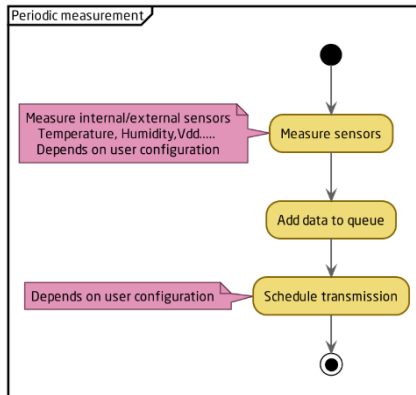 Periodic measurement
Measure internal/external sensors
Temperature, Humidity,Vdd.....
Depends on user configuration
Measure sensors
Add data to queue
Depends on user configuration
Schedule transmission